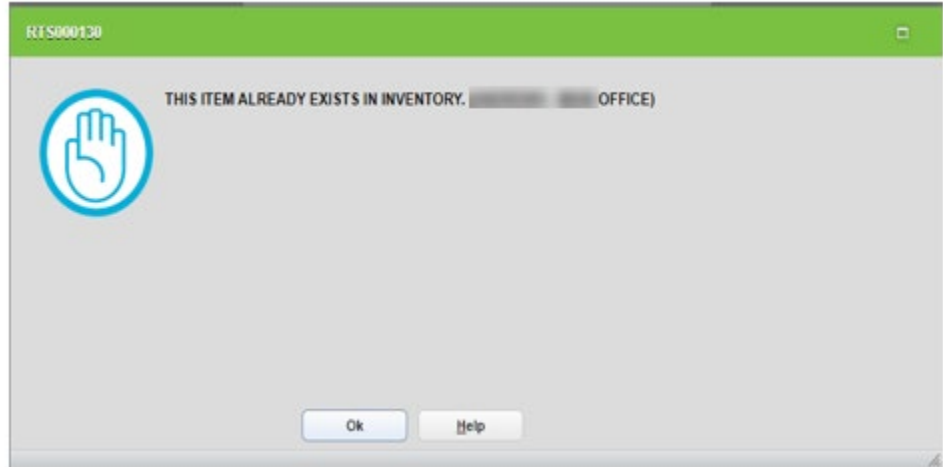 RTS000130
THIS ITEM ALREADY EXISTS IN INVENTORY. OFFICE)
Ok Help